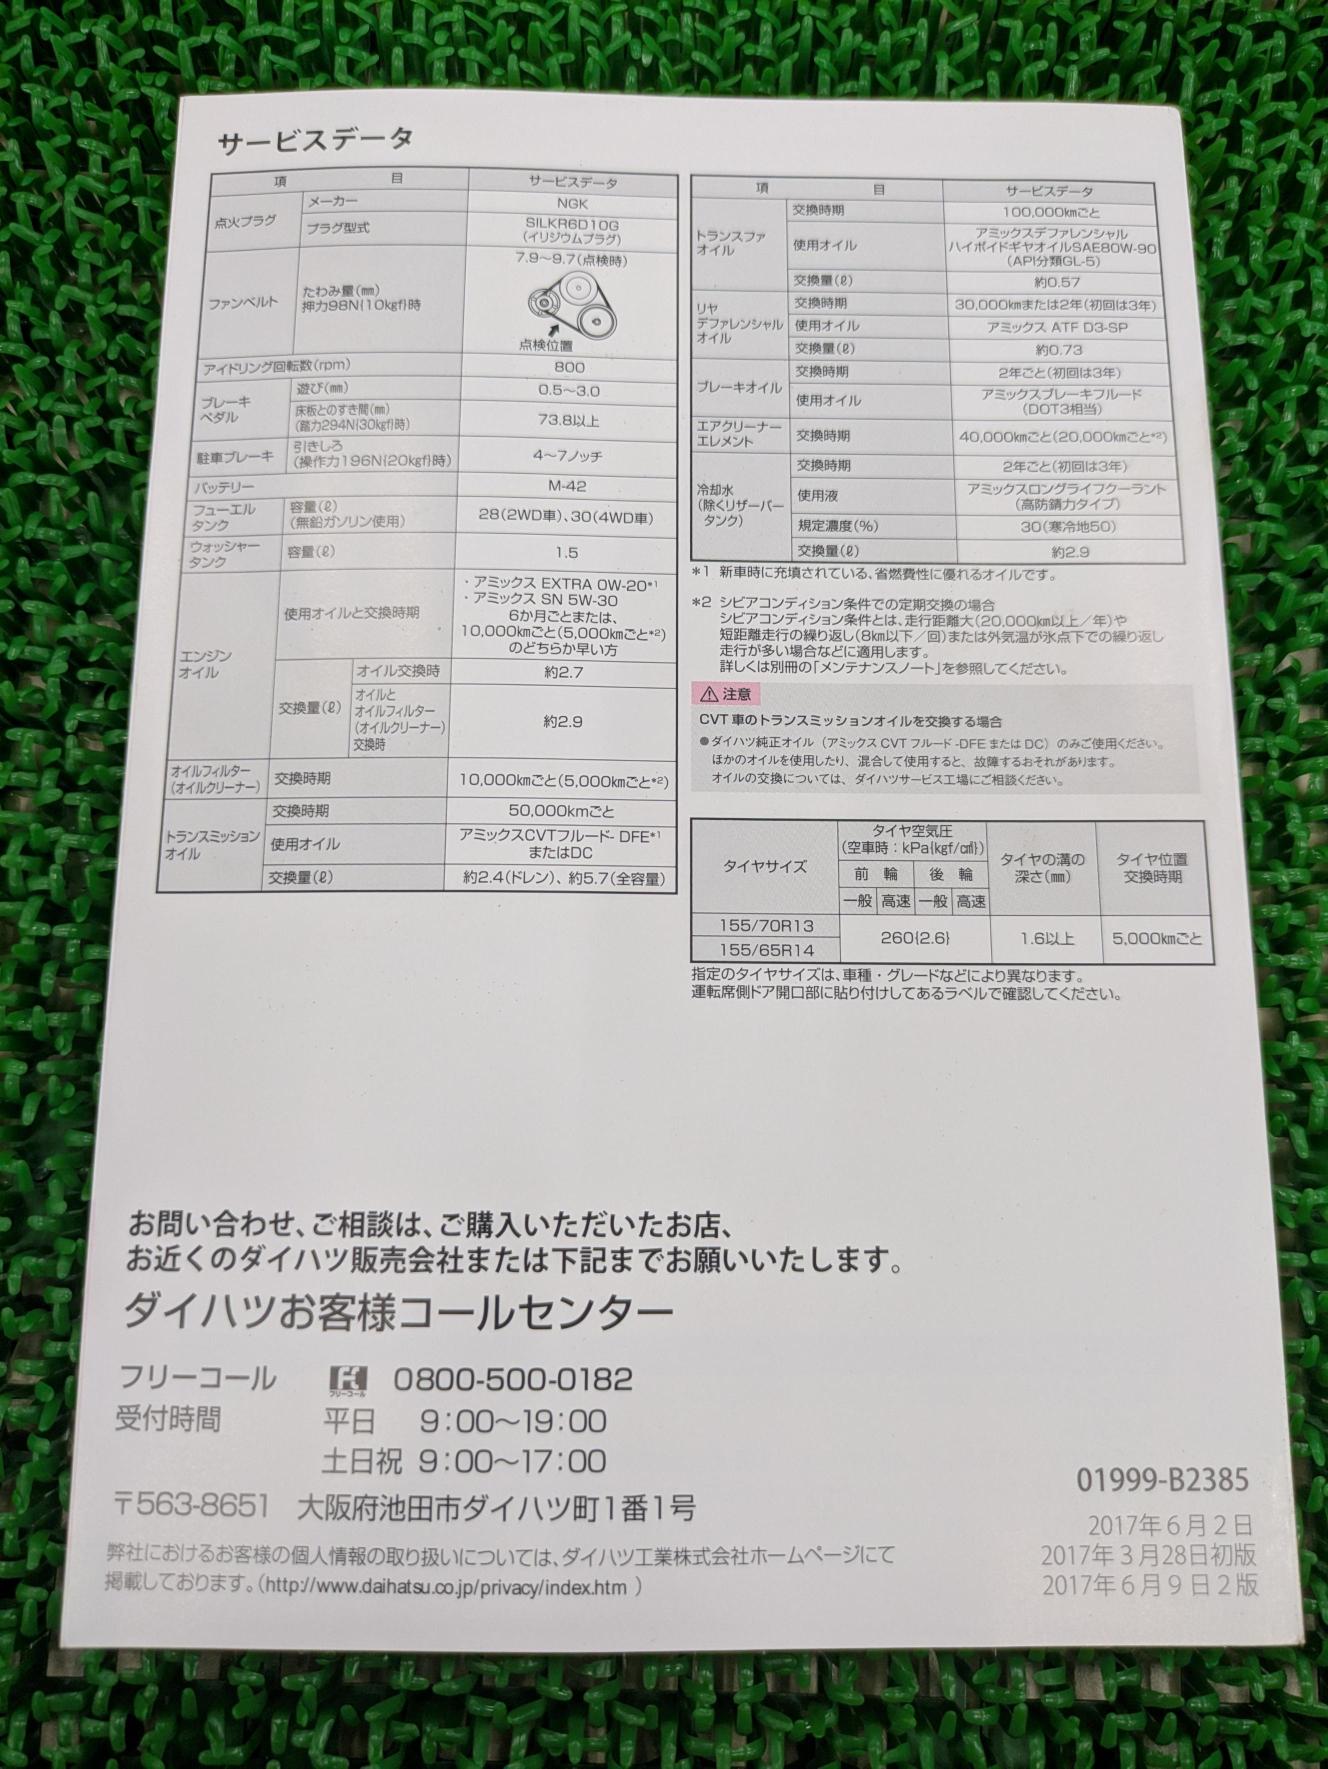 サービスデータ
項 目 サービスデータ
点火プラグ メーカー NGK
プラグ型式 SILKR6D10G
(イリジウムプラグ)
ファンベルト たわみ量(㎜)
押力98N{10kgf}時
7.9〜9.7(点検時)
点検位置
アイドリング回転数(rpm) 800
ブレーキ
ペダル
遊び(㎜) 0.5〜3.0
床板とのすき間(㎜)
(踏力294N{30kgf}時)
73.8以上
駐車ブレーキ 引きしろ
(操作力196N{20kgf}時)
4〜7ノッチ
バッテリー M-42
フューエル
タンク
容量(ℓ)
(無鉛ガソリン使用)
28(2WD車)、30(4WD車)
ウォッシャー
タンク
容量(ℓ) 1.5
エンジン
オイル
使用オイルと交換時期
・アミックス EXTRA 0W-20*1
・アミックス SN 5W-30
6か月ごとまたは、
10,000㎞ごと(5,000㎞ごと*2)
のどちらか早い方
交換量(ℓ) オイル交換時 約2.7
オイルと
オイルフィルター
(オイルクリーナー)
交換時
約2.9
オイルフィルター
(オイルクリーナー)
交換時期 10,000㎞ごと(5,000㎞ごと*2)
トランスミッション
オイル
交換時期 50,000kmごと
使用オイル アミックスCVTフルード- DFE*1
またはDC
交換量(ℓ) 約2.4(ドレン)、約5.7(全容量)
項 目 サービスデータ
トランスファ
オイル
交換時期 100,000㎞ごと
使用オイル アミックスデファレンシャル
ハイポイドギヤオイルSAE80W-90
(API分類GL-5)
交換量(ℓ) 約0.57
リヤ
デファレンシャル
オイル
交換時期 30,000㎞または2年(初回は3年)
使用オイル アミックス ATF D3-SP
交換量(ℓ) 約0.73
ブレーキオイル 交換時期 2年ごと(初回は3年)
使用オイル アミックスブレーキフルード
(DOT3相当)
エアクリーナー
エレメント
交換時期 40,000㎞ごと(20,000㎞ごと*2)
冷却水
(除くリザーバー
タンク)
交換時期 2年ごと(初回は3年)
使用液 アミックスロングライフクーラント
(高防錆力タイプ)
規定濃度(%) 30(寒冷地50)
交換量(ℓ) 約2.9
*1 新車時に充填されている、省燃費性に優れるオイルです。
*2 シビアコンディション条件での定期交換の場合
シビアコンディション条件とは、走行距離大(20,000㎞以上/年)や
短距離走行の繰り返し(8㎞以下/回)または外気温が氷点下での繰り返し
走行が多い場合などに適用します。
詳しくは別冊の「メンテナンスノート」を参照してください。
⚠ 注意
CVT 車のトランスミッションオイルを交換する場合
●ダイハツ純正オイル(アミックス CVT フルード -DFE または DC)のみご使用ください。
ほかのオイルを使用したり、混合して使用すると、故障するおそれがあります。
オイルの交換については、ダイハツサービス工場にご相談ください。
タイヤサイズ タイヤ空気圧
(空車時:kPa{kgf/㎠})
タイヤの溝の
深さ(㎜)
タイヤ位置
交換時期
前 輪 後 輪
一般 高速 一般 高速
155/70R13
155/65R14
260{2.6} 1.6以上 5,000㎞ごと
指定のタイヤサイズは、車種・グレードなどにより異なります。
運転席側ドア開口部に貼り付けしてあるラベルで確認してください。
お問い合わせ、ご相談は、ご購入いただいたお店、
お近くのダイハツ販売会社または下記までお願いいたします。
ダイハツお客様コールセンター
フリーコール フリーコール 0800-500-0182
受付時間 平日 9:00〜19:00
土日祝 9:00〜17:00
〒563-8651 大阪府池田市ダイハツ町1番1号
弊社におけるお客様の個人情報の取り扱いについては、ダイハツ工業株式会社ホームページにて
掲載しております。(http://www.daihatsu.co.jp/privacy/index.htm )
01999-B2385
2017年6月2日
2017年3月28日初版
2017年6月9日2版